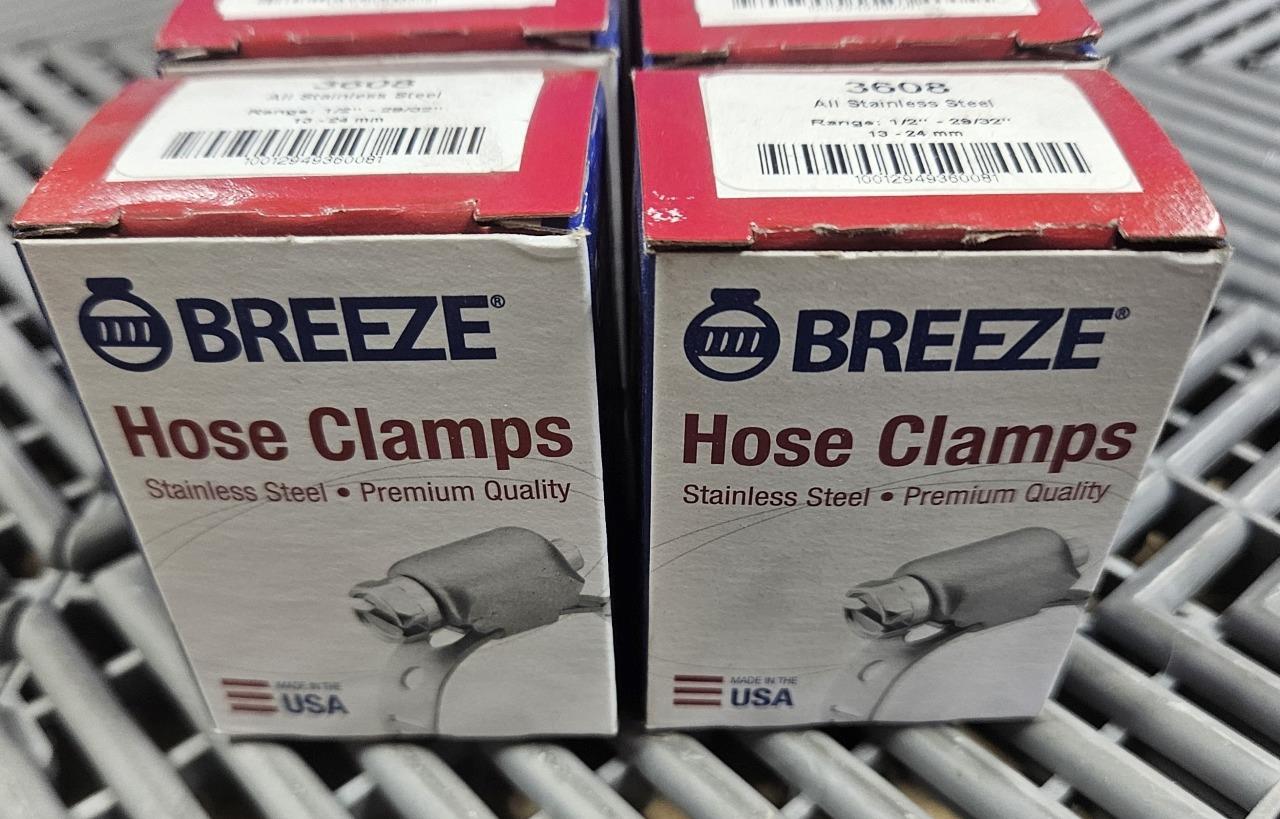 3608
All Stainless Steel
Range: 1/2" - 29/32"
13 - 24 mm
10012949360081
BREEZE®
Hose Clamps
Stainless Steel • Premium Quality
MADE IN THE
USA
3608
All Stainless Steel
Range: 1/2" - 29/32"
13 - 24 mm
10012949360081
BREEZE®
Hose Clamps
Stainless Steel • Premium Quality
MADE IN THE
USA